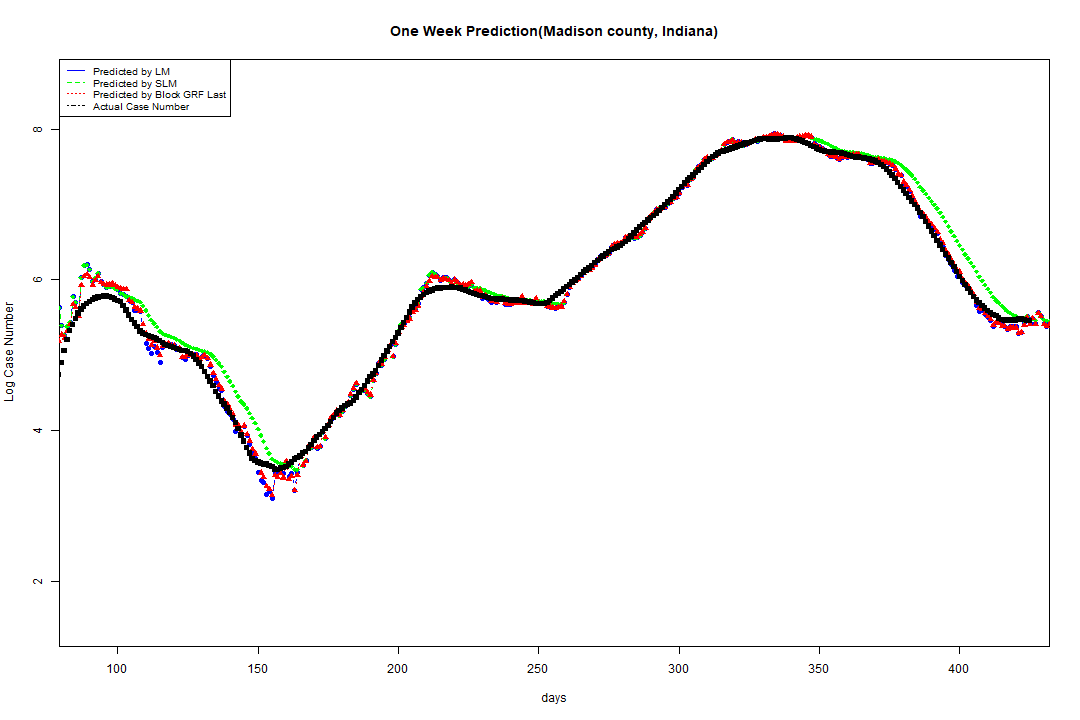 One Week Prediction(Madison county, Indiana)
Predicted by LM
Predicted by SLM
Predicted by Block GRF Last
Actual Case Number
Log Case Number
8
6
4
2
100 150 200 250 300 350 400
days